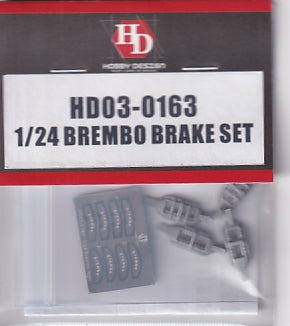 HD
HOBBY DESIGN
HD03-0163
1/24 BREMBO BRAKE SET